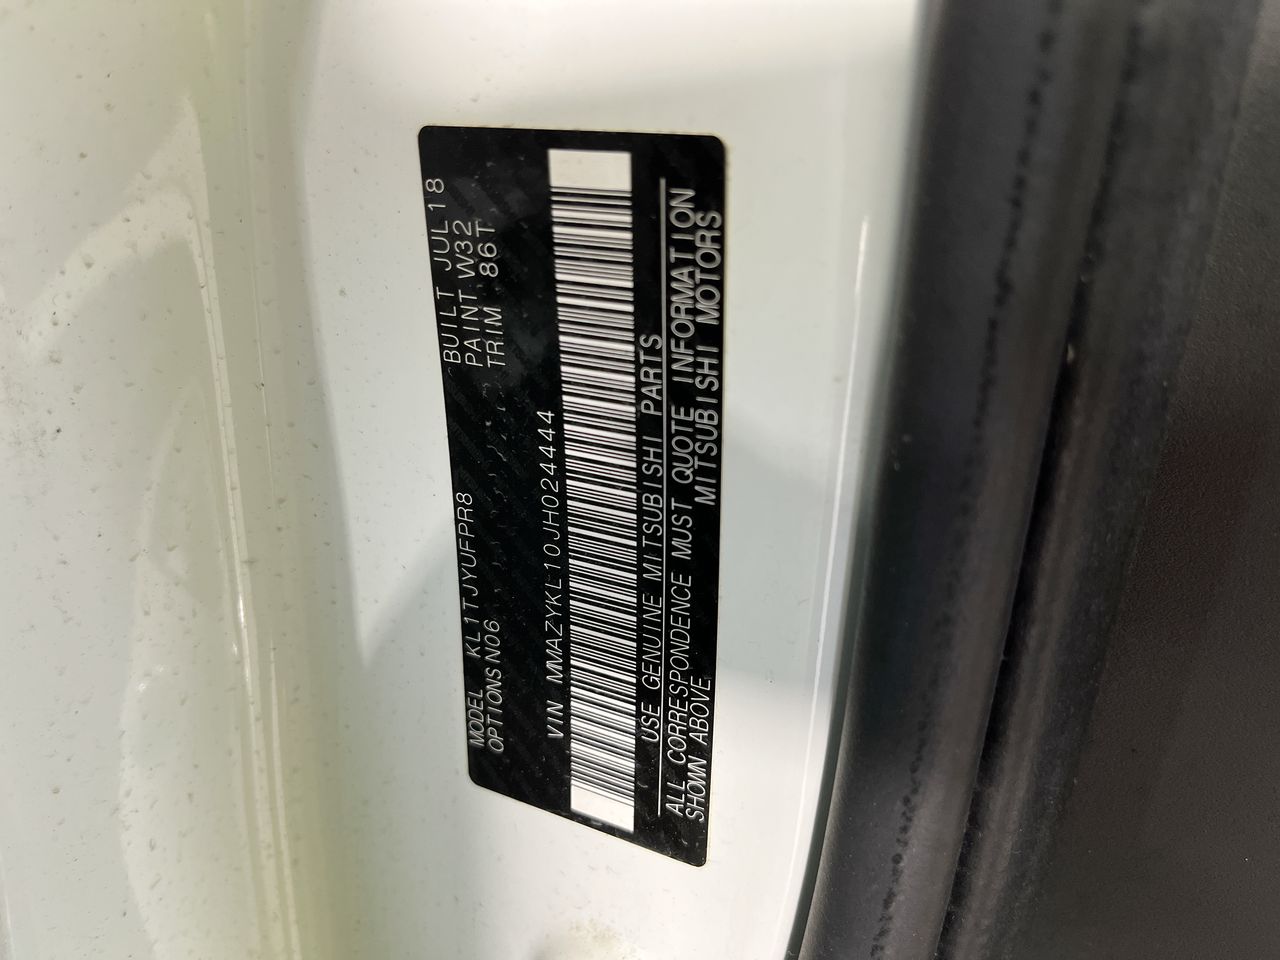 MODEL KL1TJYUFPR8 BUILT JUL 18
OPTIONS N06 PAINT W32
TRIM 86T
VIN MMAZYKL10JH024444
USE GENUINE MITSUBISHI PARTS
ALL CORRESPONDENCE MUST QUOTE INFORMATION
SHOWN ABOVE. MITSUBISHI MOTORS